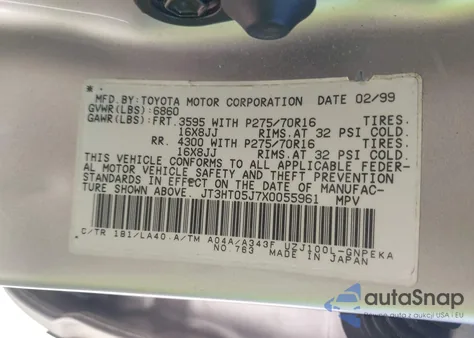 MFD.BY:TOYOTA MOTOR CORPORATION DATE 02/99
GVWR(LBS):6860
GAWR(LBS):FRT.3595 WITH P275/70R16 TIRES.
16X8JJ RIMS.AT 32 PSI COLD.
RR. 4300 WITH P275/70R16 TIRES.
16X8JJ RIMS.AT 32 PSI COLD.
THIS VEHICLE CONFORMS TO ALL APPLICABLE FEDER-
AL MOTOR VEHICLE SAFETY AND THEFT PREVENTION
STANDARDS IN EFFECT ON THE DATE OF MANUFAC-
TURE SHOWN ABOVE. JT3HT05J7X0055961 MPV
C/TR 1B1/LA40.A/TM A04A/A343F UZJ100L-GNPEKA
NO 763 MADE IN JAPAN
autoSnap
z aukcji USA i EU